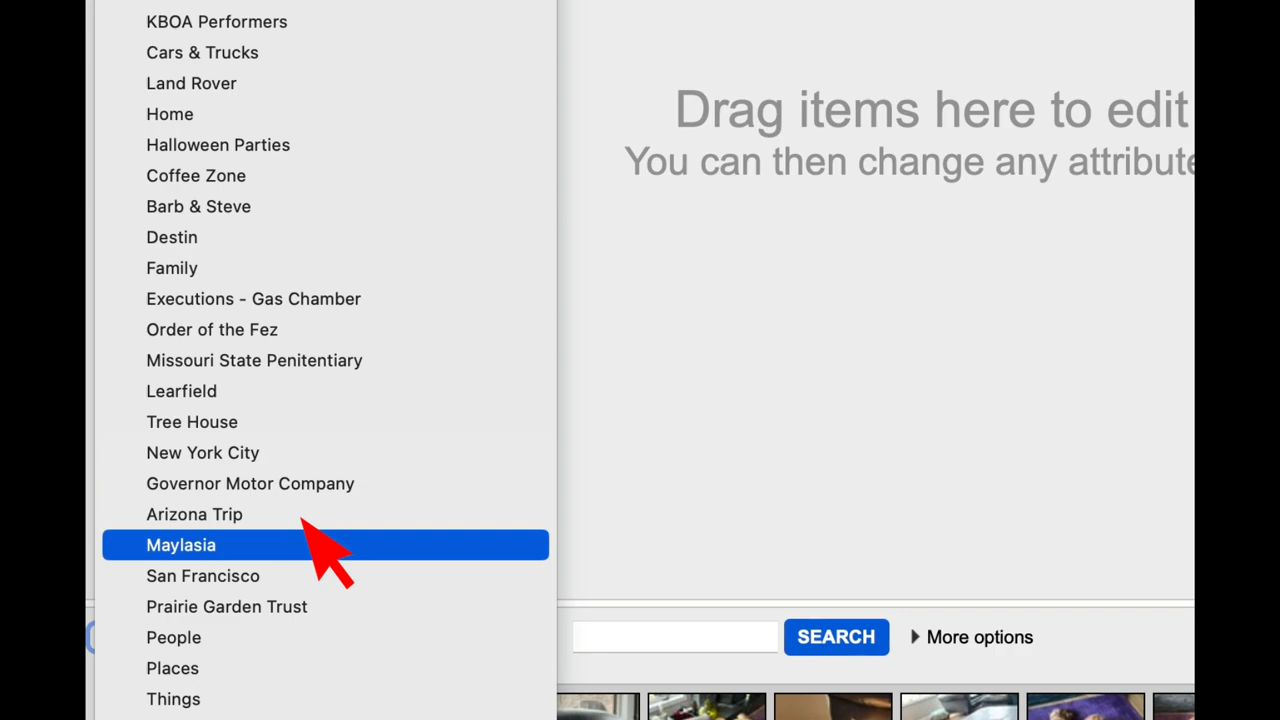 KBOA Performers
Cars & Trucks
Land Rover
Home
Halloween Parties
Coffee Zone
Barb & Steve
Destin
Family
Executions - Gas Chamber
Order of the Fez
Missouri State Penitentiary
Learfield
Tree House
New York City
Governor Motor Company
Arizona Trip
Maylasia
San Francisco
Prairie Garden Trust
People
Places
Things
Drag items here to edit
You can then change any attribute
SEARCH
More options